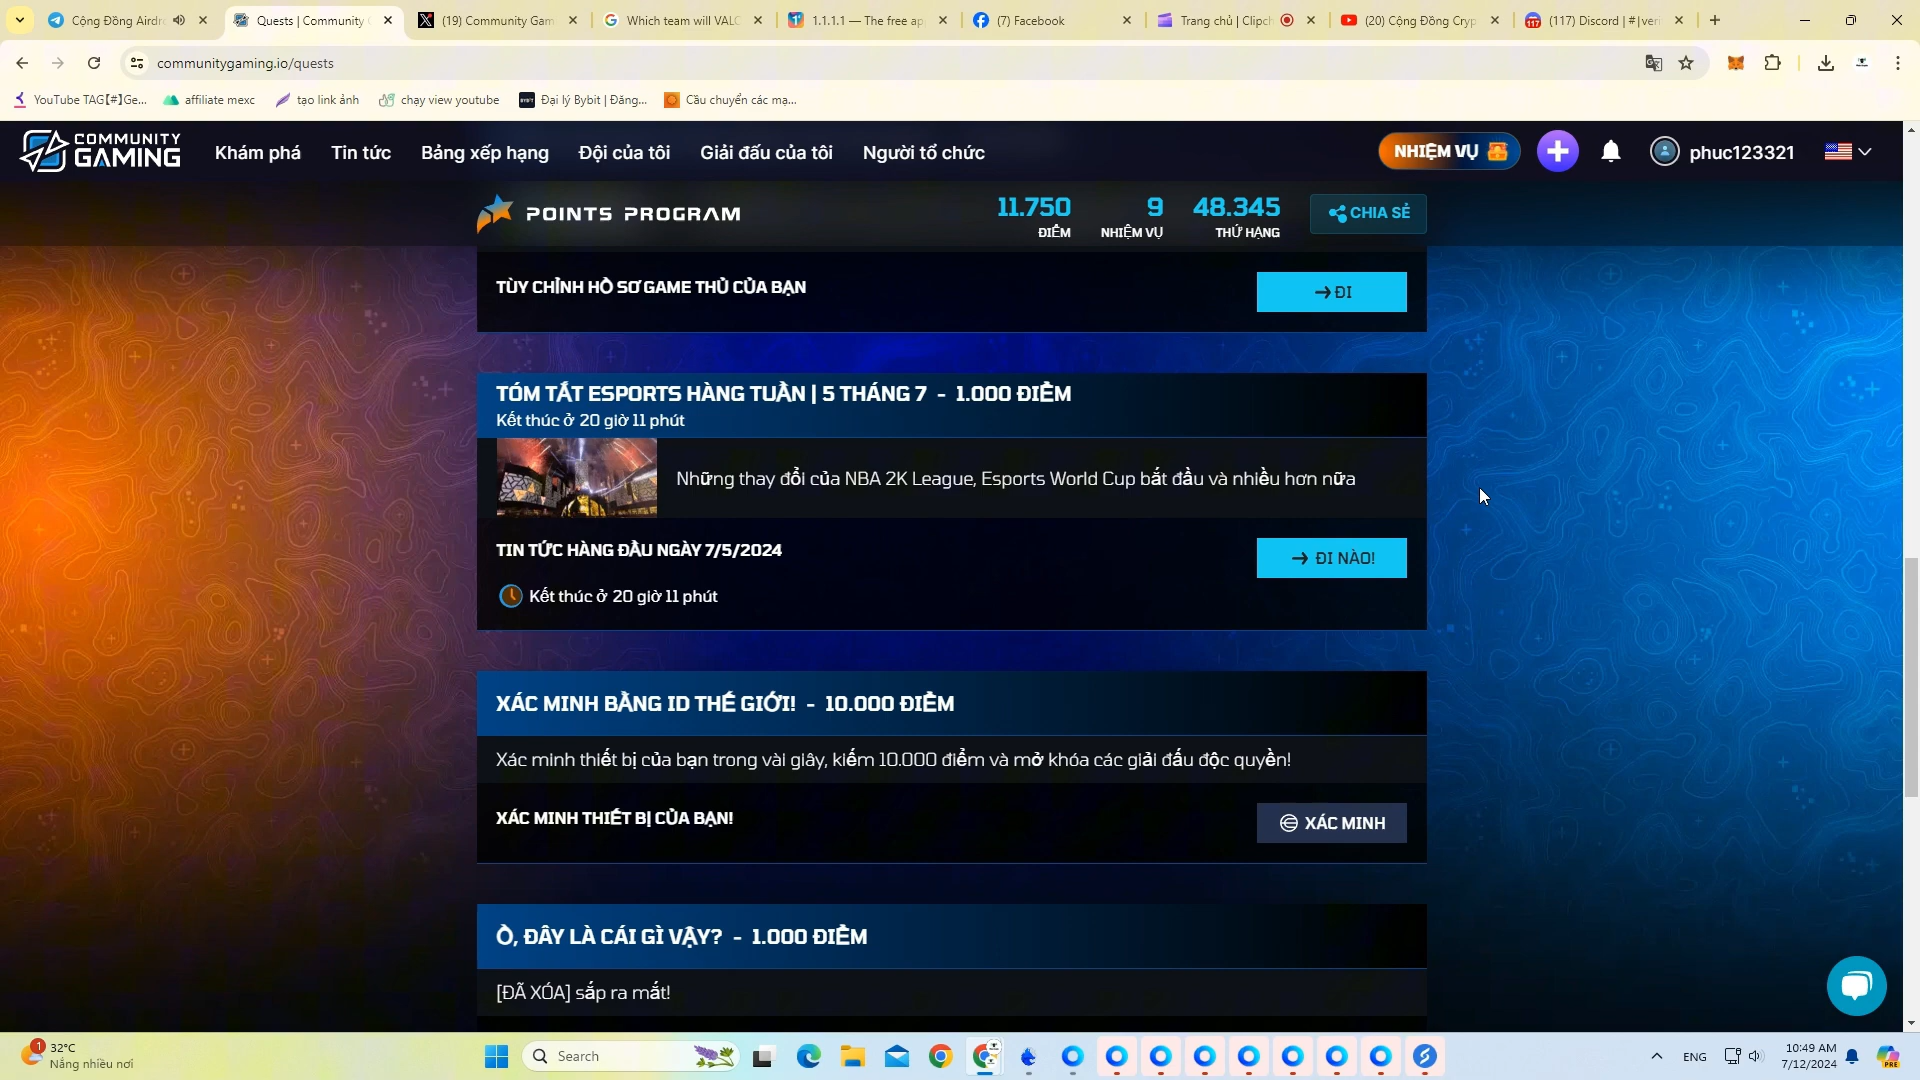 Cộng Đồng Airdr
Quests | Community
(19) Community Gam
Which team will VALC
1.1.1.1 — The free ap
(7) Facebook
Trang chủ | Clipch
(20) Cộng Đồng Cryp
(117) Discord | #|veri
communitygaming.io/quests
YouTube TAG【#】Ge...
affiliate mexc
tạo link ảnh
chạy view youtube
Đại lý Bybit | Đăng...
Cầu chuyển các mạ...
COMMUNITY
GAMING
Khám phá
Tin tức
Bảng xếp hạng
Đội của tôi
Giải đấu của tôi
Người tổ chức
NHIỆM VỤ
phuc123321
POINTS PROGRAM
11.750
ĐIỂM
9
NHIỆM VỤ
48.345
THỨ HẠNG
CHIA SẺ
TÙY CHỈNH HỒ SƠ GAME THỦ CỦA BẠN
ĐI
TÓM TẮT ESPORTS HÀNG TUẦN | 5 THÁNG 7 - 1.000 ĐIỂM
Kết thúc ở 20 giờ 11 phút
Những thay đổi của NBA 2K League, Esports World Cup bắt đầu và nhiều hơn nữa
TIN TỨC HÀNG ĐẦU NGÀY 7/5/2024
ĐI NÀO!
Kết thúc ở 20 giờ 11 phút
XÁC MINH BẰNG ID THẾ GIỚI! - 10.000 ĐIỂM
Xác minh thiết bị của bạn trong vài giây, kiếm 10.000 điểm và mở khóa các giải đấu độc quyền!
XÁC MINH THIẾT BỊ CỦA BẠN!
XÁC MINH
Ồ, ĐÂY LÀ CÁI GÌ VẬY? - 1.000 ĐIỂM
[ĐÃ XÓA] sắp ra mắt!
1
32°C
Nắng nhiều nơi
Search
ENG
10:49 AM
7/12/2024
PRE